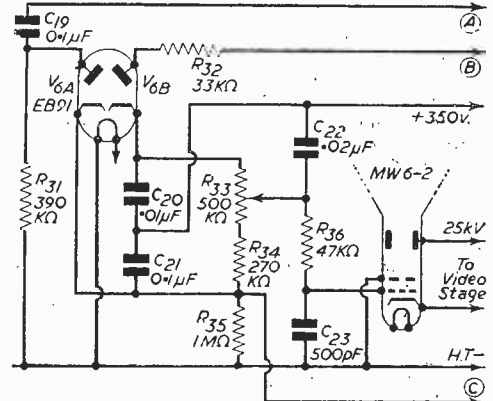 C19
0·1µF
A
B
V6A
V6B
EB91
R32
33KΩ
+350v.
C22
·02µF
MW6-2
R31
390
KΩ
C20
·01µF
R33
500
KΩ
R36
47KΩ
25kV
C21
0·1µF
R34
270
KΩ
To
Video
Stage
R35
1MΩ
C23
500pF
H.T-
C